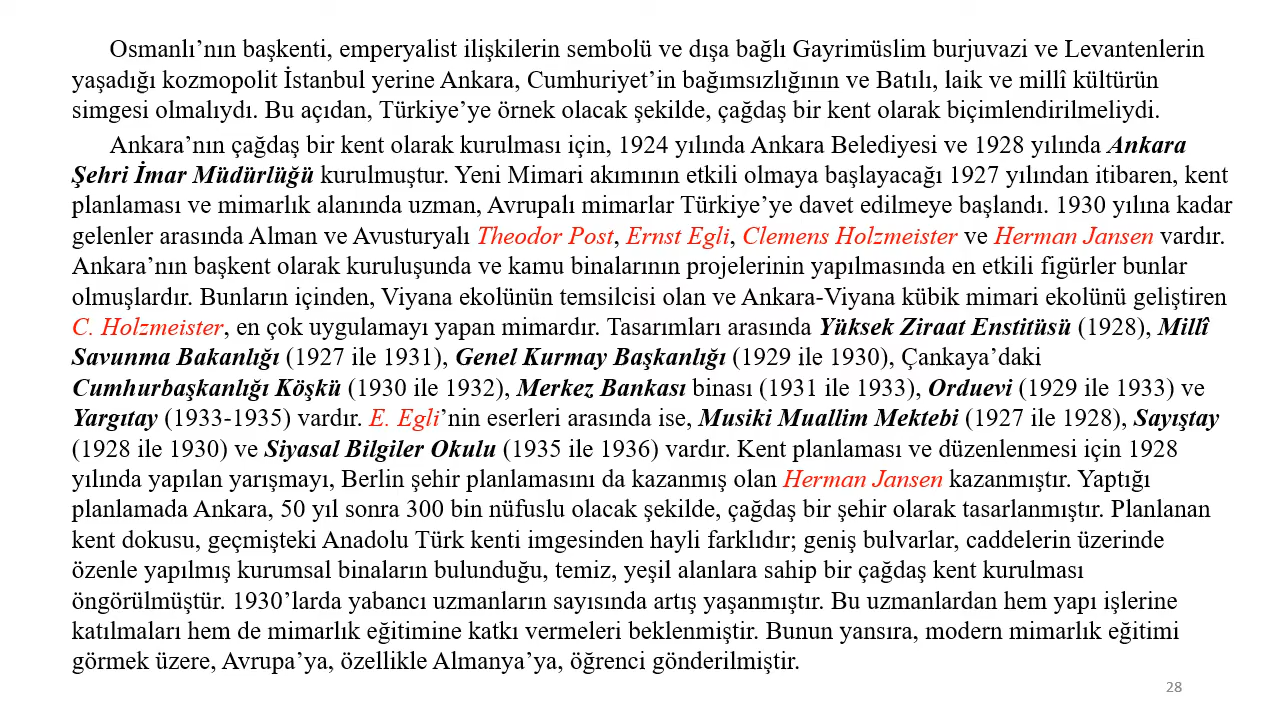 Osmanlı’nın başkenti, emperyalist ilişkilerin sembolü ve dışa bağlı Gayrimüslim burjuvazi ve Levantenlerin
yaşadığı kozmopolit İstanbul yerine Ankara, Cumhuriyet’in bağımsızlığının ve Batılı, laik ve millî kültürün
simgesi olmalıydı. Bu açıdan, Türkiye’ye örnek olacak şekilde, çağdaş bir kent olarak biçimlendirilmeliydi.
Ankara’nın çağdaş bir kent olarak kurulması için, 1924 yılında Ankara Belediyesi ve 1928 yılında Ankara
Şehri İmar Müdürlüğü kurulmuştur. Yeni Mimari akımının etkili olmaya başlayacağı 1927 yılından itibaren, kent
planlaması ve mimarlık alanında uzman, Avrupalı mimarlar Türkiye’ye davet edilmeye başlandı. 1930 yılına kadar
gelenler arasında Alman ve Avusturyalı Theodor Post, Ernst Egli, Clemens Holzmeister ve Herman Jansen vardır.
Ankara’nın başkent olarak kuruluşunda ve kamu binalarının projelerinin yapılmasında en etkili figürler bunlar
olmuşlardır. Bunların içinden, Viyana ekolünün temsilcisi olan ve Ankara-Viyana kübik mimari ekolünü geliştiren
C. Holzmeister, en çok uygulamayı yapan mimardır. Tasarımları arasında Yüksek Ziraat Enstitüsü (1928), Millî
Savunma Bakanlığı (1927 ile 1931), Genel Kurmay Başkanlığı (1929 ile 1930), Çankaya’daki
Cumhurbaşkanlığı Köşkü (1930 ile 1932), Merkez Bankası binası (1931 ile 1933), Orduevi (1929 ile 1933) ve
Yargıtay (1933-1935) vardır. E. Egli’nin eserleri arasında ise, Musiki Muallim Mektebi (1927 ile 1928), Sayıştay
(1928 ile 1930) ve Siyasal Bilgiler Okulu (1935 ile 1936) vardır. Kent planlaması ve düzenlenmesi için 1928
yılında yapılan yarışmayı, Berlin şehir planlamasını da kazanmış olan Herman Jansen kazanmıştır. Yaptığı
planlamada Ankara, 50 yıl sonra 300 bin nüfuslu olacak şekilde, çağdaş bir şehir olarak tasarlanmıştır. Planlanan
kent dokusu, geçmişteki Anadolu Türk kenti imgesinden hayli farklıdır; geniş bulvarlar, caddelerin üzerinde
özenle yapılmış kurumsal binaların bulunduğu, temiz, yeşil alanlara sahip bir çağdaş kent kurulması
öngörülmüştür. 1930’larda yabancı uzmanların sayısında artış yaşanmıştır. Bu uzmanlardan hem yapı işlerine
katılmaları hem de mimarlık eğitimine katkı vermeleri beklenmiştir. Bunun yansıra, modern mimarlık eğitimi
görmek üzere, Avrupa’ya, özellikle Almanya’ya, öğrenci gönderilmiştir.
28